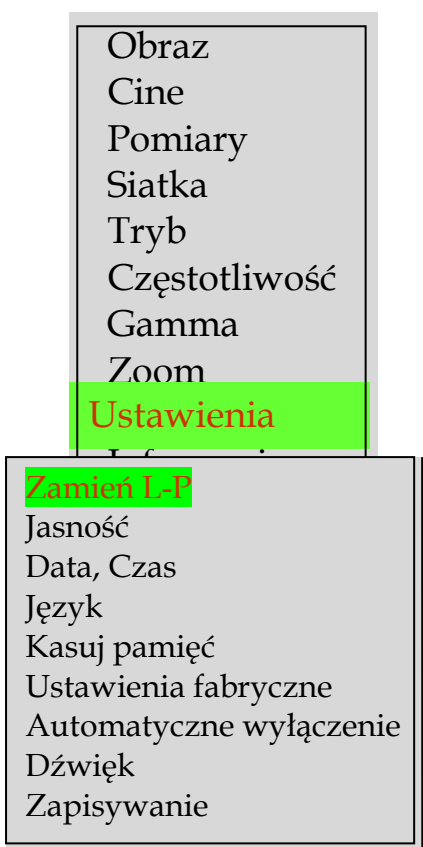 Obraz
Cine
Pomiary
Siatka
Tryb
Częstotliwość
Gamma
Zoom
Ustawienia
Zamień L-P
Jasność
Data, Czas
Język
Kasuj pamięć
Ustawienia fabryczne
Automatyczne wyłączenie
Dźwięk
Zapisywanie